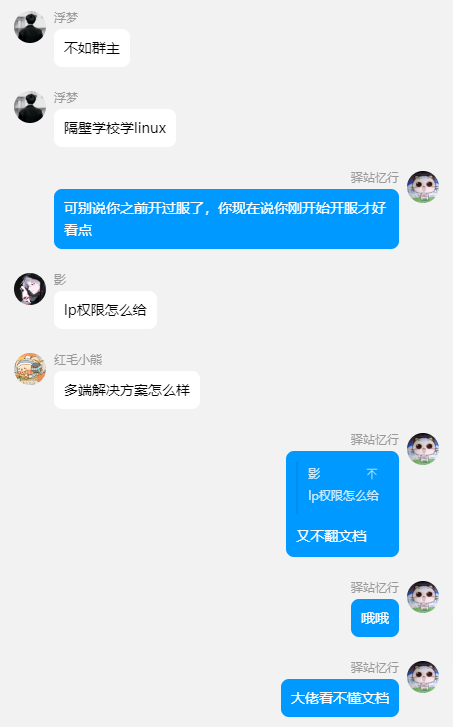 浮梦
不如群主
浮梦
隔壁学校学linux
驿站忆行
可别说你之前开过服了，你现在说你刚开始开服才好
看点
影
lp权限怎么给
红毛小熊
多端解决方案怎么样
驿站忆行
影 不
lp权限怎么给
又不翻文档
驿站忆行
哦哦
驿站忆行
大佬看不懂文档